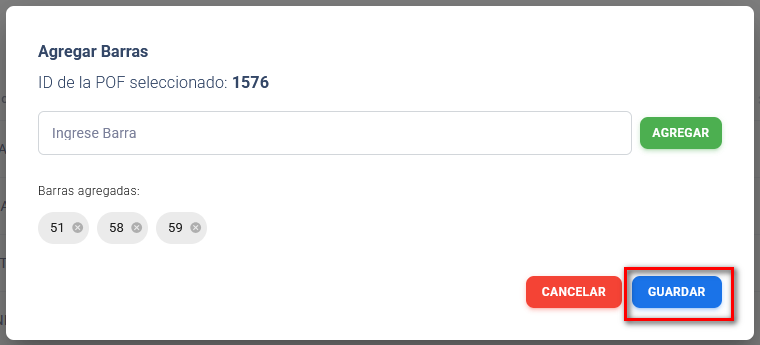 Agregar Barras
ID de la POF seleccionado: 1576
Ingrese Barra
AGREGAR
Barras agregadas:
51
58
59
CANCELAR
GUARDAR